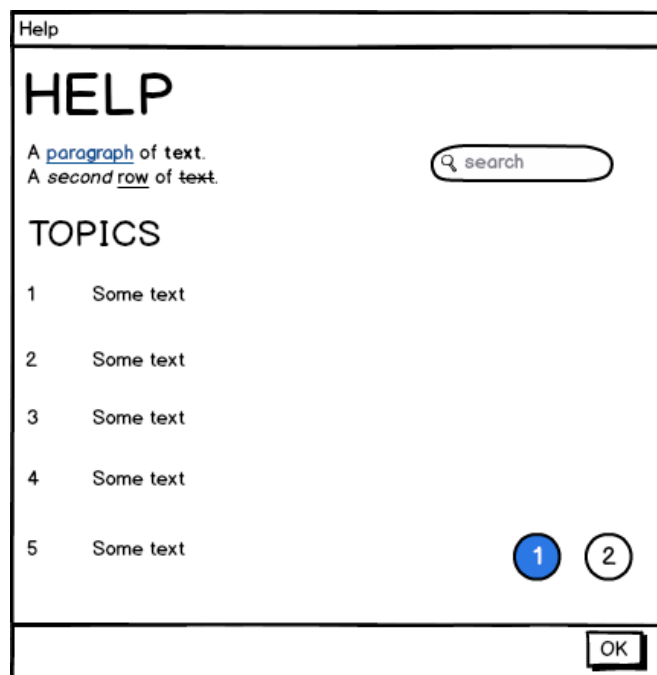 Help
HELP
A paragraph of text.
A second row of text.
search
TOPICS
1 Some text
2 Some text
3 Some text
4 Some text
5 Some text
1 2
OK